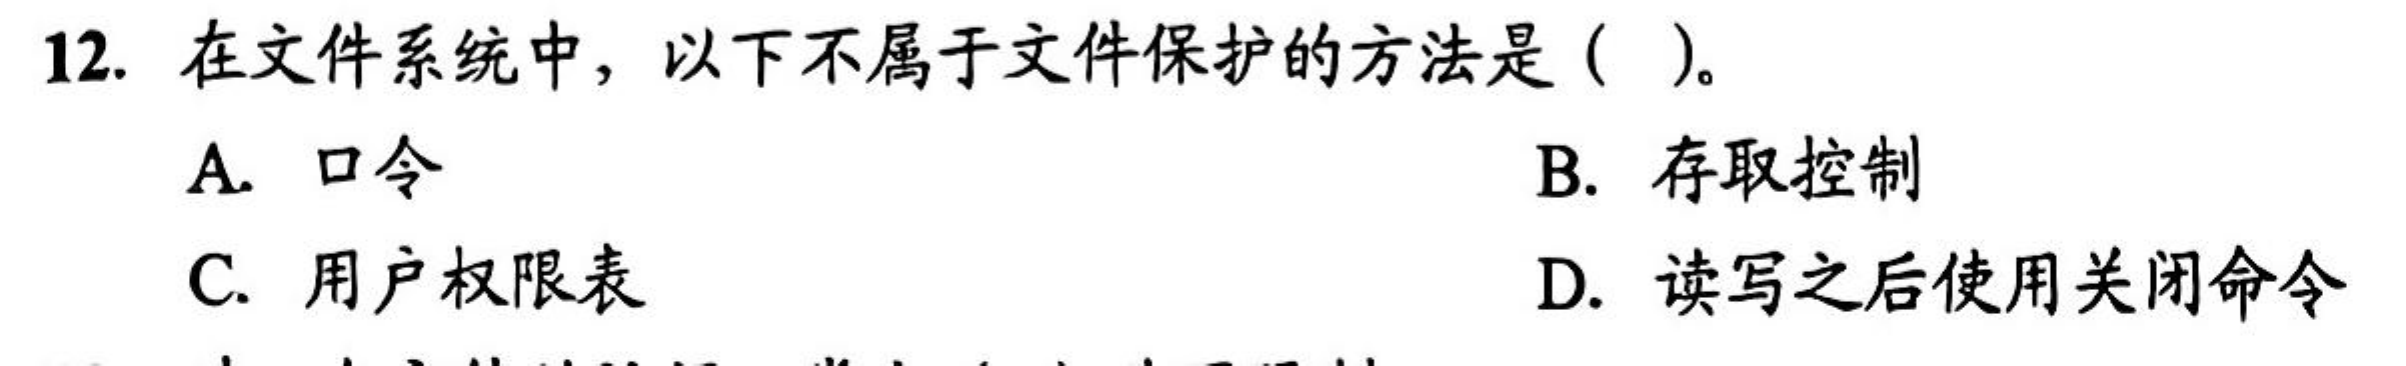 12. 在文件系统中，以下不属于文件保护的方法是（ ）。
A. 口令 B. 存取控制
C. 用户权限表 D. 读写之后使用关闭命令